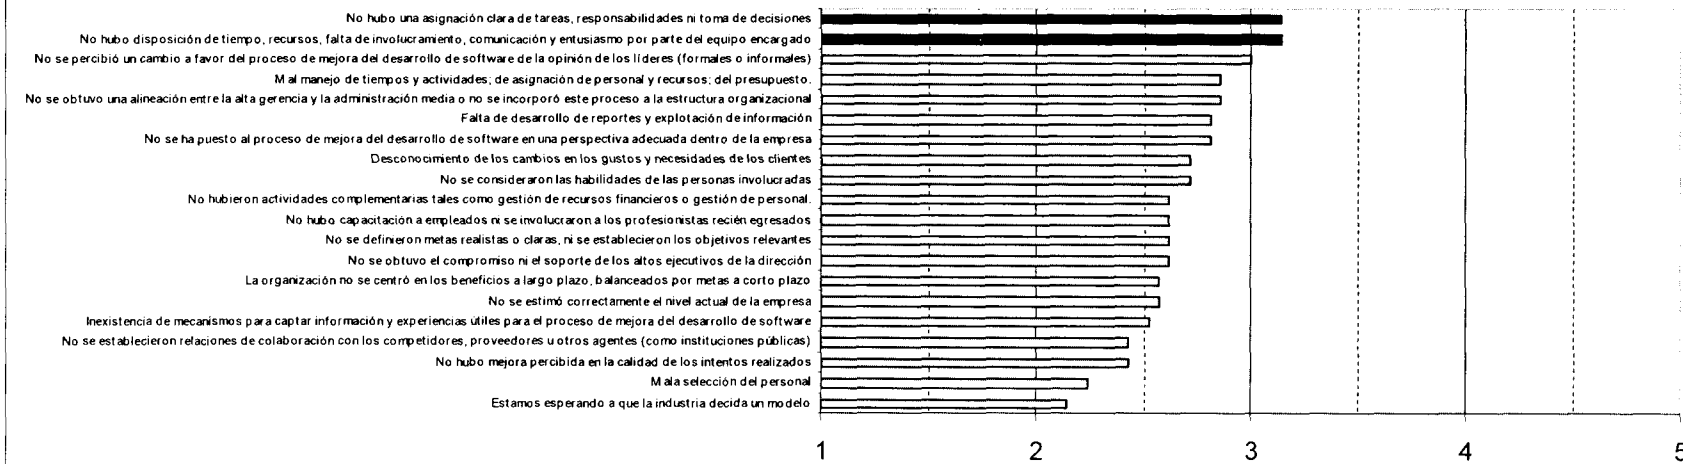 No hubo una asignación clara de tareas, responsabilidades ni toma de decisiones
No hubo disposición de tiempo, recursos, falta de involucramiento, comunicación y entusiasmo por parte del equipo encargado
No se percibió un cambio a favor del proceso de mejora del desarrollo de software de la opinión de los líderes (formales o informales)
Mal manejo de tiempos y actividades; de asignación de personal y recursos; del presupuesto.
No se obtuvo una alineación entre la alta gerencia y la administración media o no se incorporó este proceso a la estructura organizacional
Falta de desarrollo de reportes y explotación de información
No se ha puesto al proceso de mejora del desarrollo de software en una perspectiva adecuada dentro de la empresa
Desconocimiento de los cambios en los gustos y necesidades de los clientes
No se consideraron las habilidades de las personas involucradas
No hubieron actividades complementarias tales como gestión de recursos financieros o gestión de personal.
No hubo capacitación a empleados ni se involucraron a los profesionistas recién egresados
No se definieron metas realistas o claras, ni se establecieron los objetivos relevantes
No se obtuvo el compromiso ni el soporte de los altos ejecutivos de la dirección
La organización no se centró en los beneficios a largo plazo, balanceados por metas a corto plazo
No se estimó correctamente el nivel actual de la empresa
Inexistencia de mecanismos para captar información y experiencias útiles para el proceso de mejora del desarrollo de software
No se establecieron relaciones de colaboración con los competidores, proveedores u otros agentes (como instituciones públicas)
No hubo mejora percibida en la calidad de los intentos realizados
Mala selección del personal
Estamos esperando a que la industria decida un modelo
1 2 3 4 5